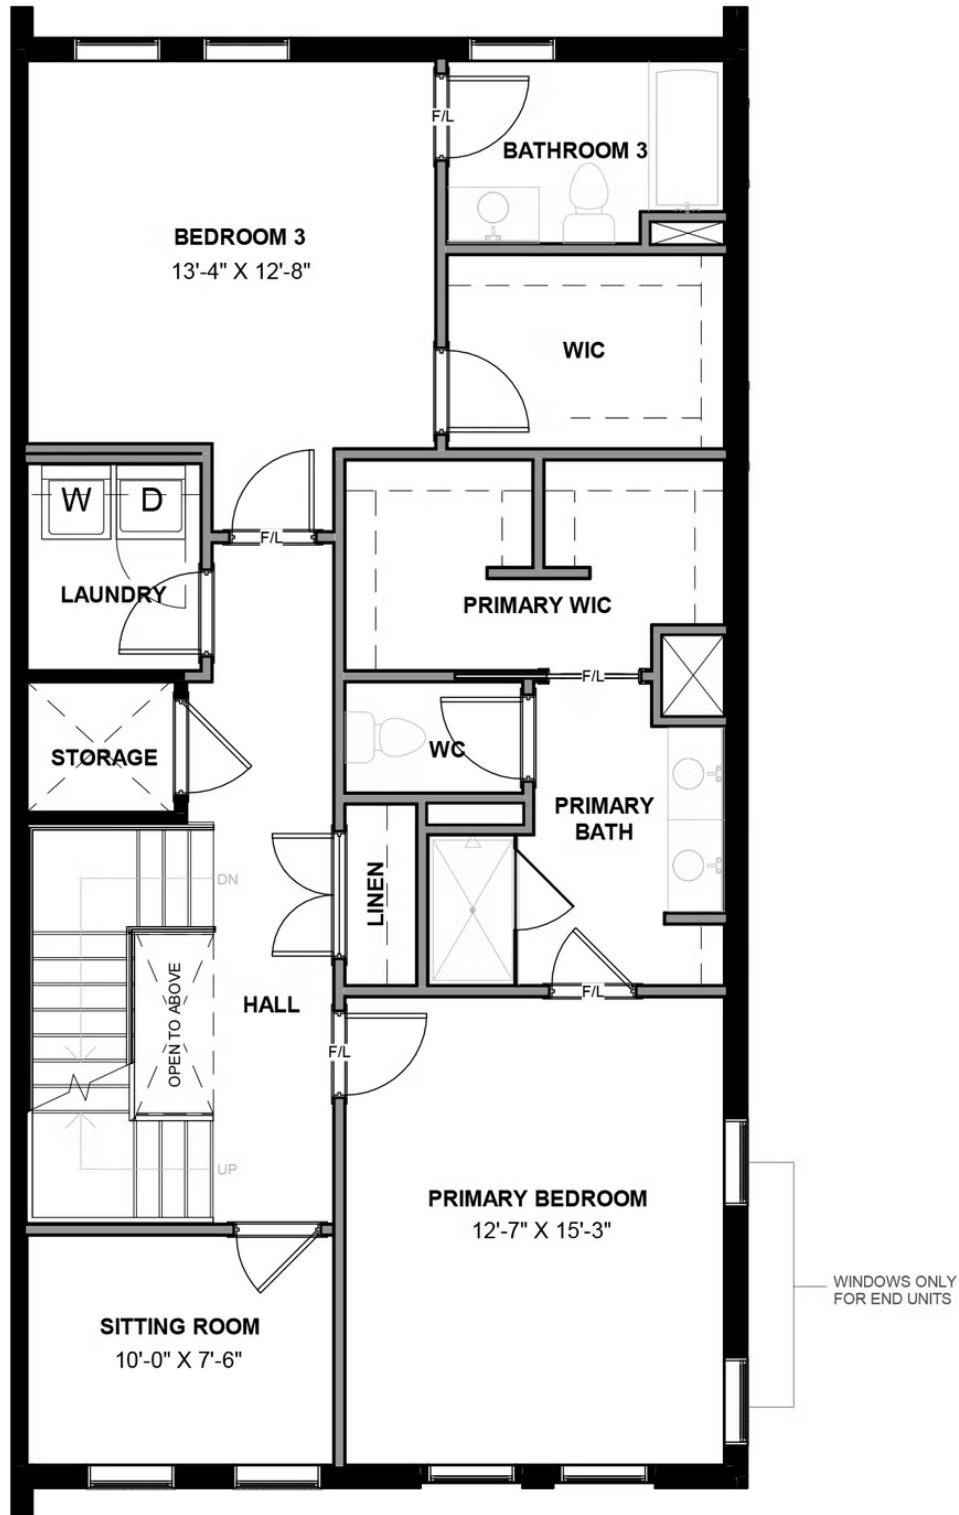 F/L
BATHROOM 3
BEDROOM 3
13'-4" X 12'-8"
WIC
W
D
F/L
LAUNDRY
PRIMARY WIC
F/L
STORAGE
WC
PRIMARY
BATH
DN
LINEN
OPEN TO ABOVE
HALL
F/L
F/L
UP
PRIMARY BEDROOM
12'-7" X 15'-3"
WINDOWS ONLY
FOR END UNITS
SITTING ROOM
10'-0" X 7'-6"